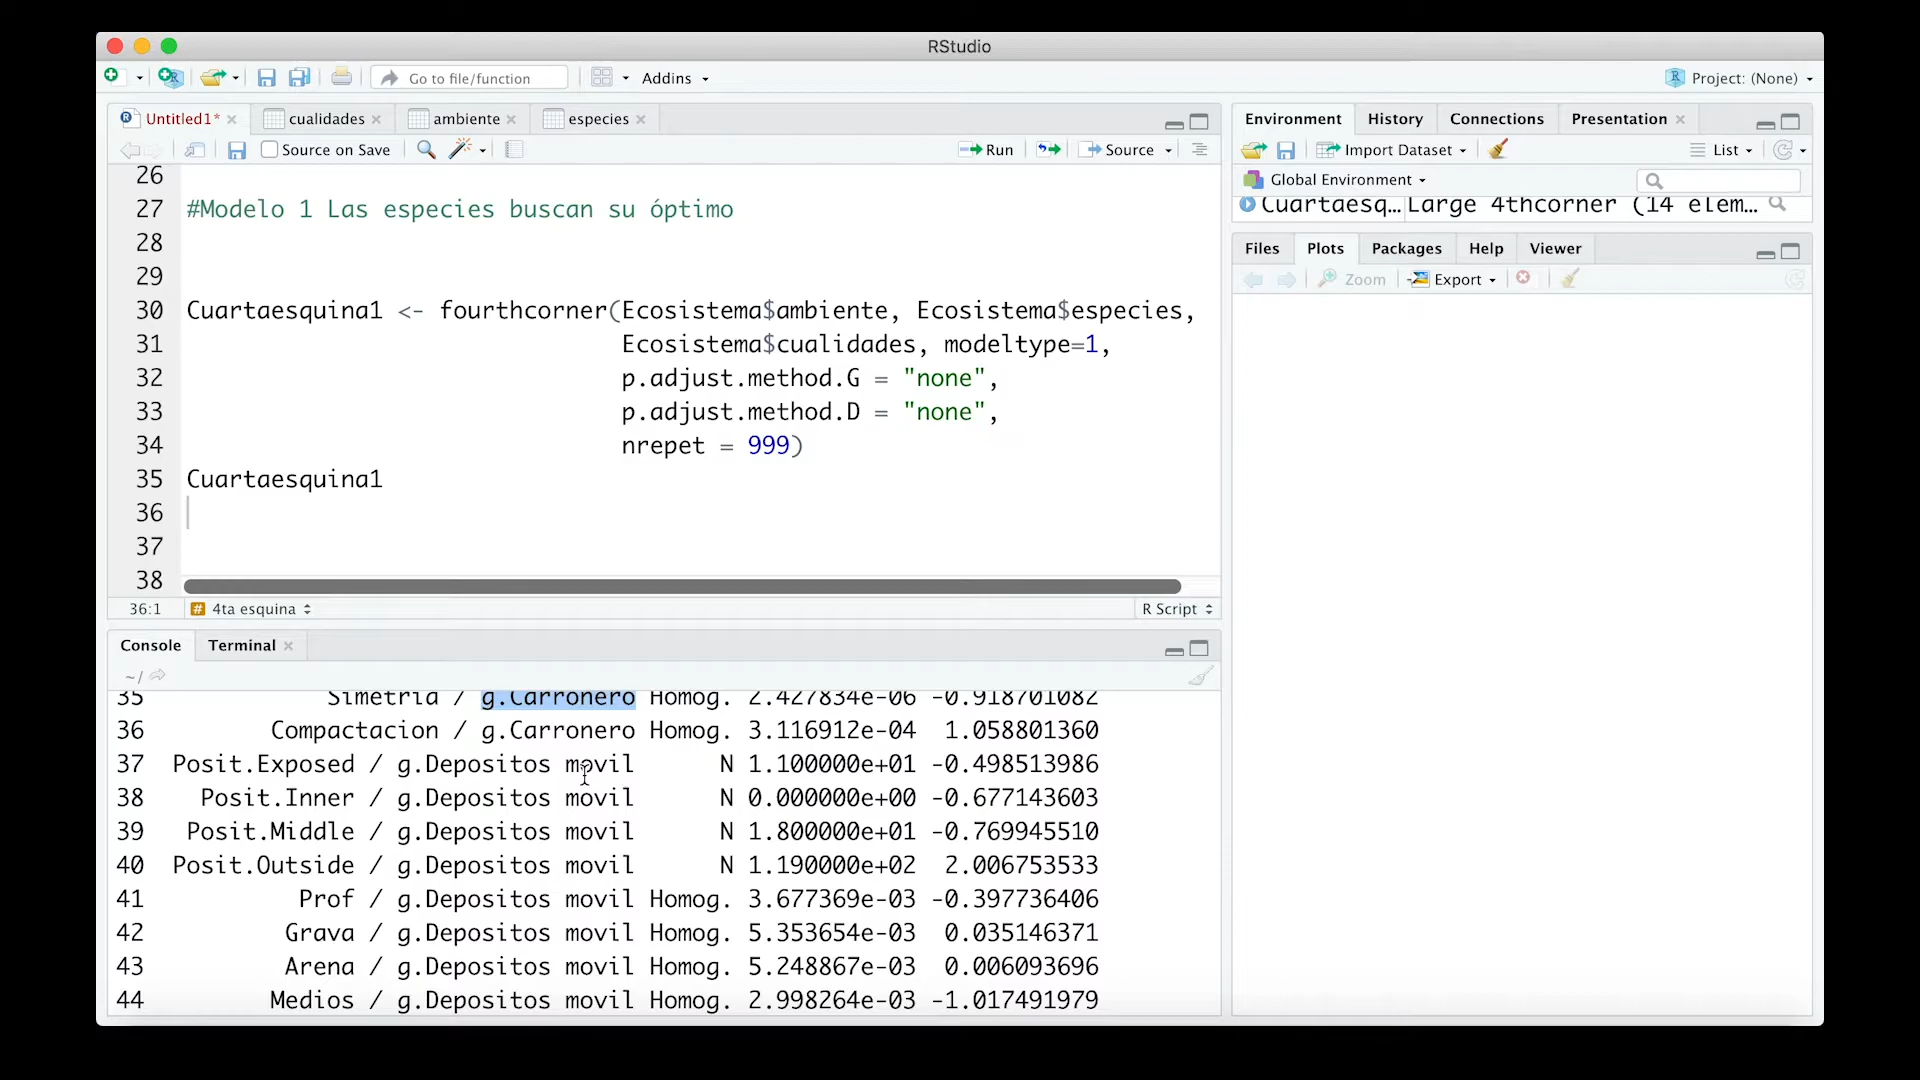 RStudio
Go to file/function
Addins
Project: (None)
Untitled1*
cualidades
ambiente
especies
Source on Save
Run
Source
26
27 #Modelo 1 Las especies buscan su óptimo
28
29
30 Cuartaesquina1 <- fourthcorner(Ecosistema$ambiente, Ecosistema$especies,
31 Ecosistema$cualidades, modeltype=1,
32 p.adjust.method.G = "none",
33 p.adjust.method.D = "none",
34 nrepet = 999)
35 Cuartaesquina1
36
37
38
36:1 # 4ta esquina R Script
Console Terminal
~/
35 Simetria / g.Carronero Homog. 2.427834e-06 -0.918701082
36 Compactacion / g.Carronero Homog. 3.116912e-04 1.058801360
37 Posit.Exposed / g.Depositos movil N 1.100000e+01 -0.498513986
38 Posit.Inner / g.Depositos movil N 0.000000e+00 -0.677143603
39 Posit.Middle / g.Depositos movil N 1.800000e+01 -0.769945510
40 Posit.Outside / g.Depositos movil N 1.190000e+02 2.006753533
41 Prof / g.Depositos movil Homog. 3.677369e-03 -0.397736406
42 Grava / g.Depositos movil Homog. 5.353654e-03 0.035146371
43 Arena / g.Depositos movil Homog. 5.248867e-03 0.006093696
44 Medios / g.Depositos movil Homog. 2.998264e-03 -1.017491979
Environment History Connections Presentation
Import Dataset List
Global Environment
Cuartaesq… Large 4thcorner (14 elem…
Files Plots Packages Help Viewer
Zoom Export